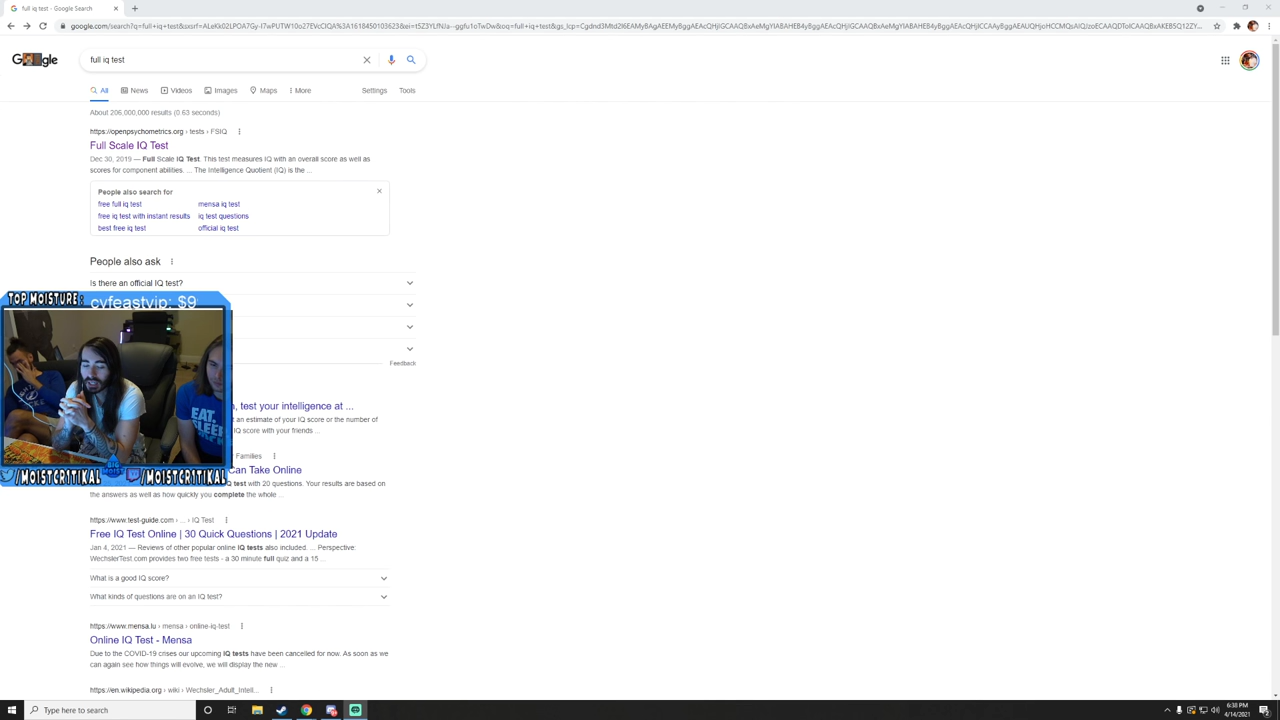 full iq test - Google Search
google.com/search?q=full+iq+test&sxsrf=
full iq test
All
News
Videos
Images
Maps
More
Settings
Tools
About 206,000,000 results (0.63 seconds)
https://openpsychometrics.org › tests › FSIQ
Full Scale IQ Test
Dec 30, 2019 — Full Scale IQ Test. This test measures IQ with an overall score as well as
scores for component abilities. ... The Intelligence Quotient (IQ) is the ...
People also search for
free full iq test
mensa iq test
free iq test with instant results
iq test questions
best free iq test
official iq test
People also ask
Is there an official IQ test?
TOP MOISTURE:
cyfeastvip: $9
Feedback
, test your intelligence at ...
t an estimate of your IQ score or the number of
IQ score with your friends ...
Families
Can Take Online
Q test with 20 questions. Your results are based on
the answers as well as how quickly you complete the whole ...
EAT.
SLEEP
BIG MOIST
/MOISTCR1TIKAL
/MOISTCR1TIKAL
https://www.test-guide.com › ... › IQ Test
Free IQ Test Online | 30 Quick Questions | 2021 Update
Jan 4, 2021 — Reviews of other popular online IQ tests also included. ... Perspective:
WechslerTest.com provides two free tests - a 30 minute full quiz and a 15 ...
What is a good IQ score?
What kinds of questions are on an IQ test?
https://www.mensa.lu › mensa › online-iq-test
Online IQ Test - Mensa
Due to the COVID-19 crises our upcoming IQ tests have been cancelled for now. As soon as we
can again see how things will evolve, we will display the new ...
https://en.wikipedia.org › wiki › Wechsler_Adult_Intell...
Type here to search
6:38 PM
4/14/2021